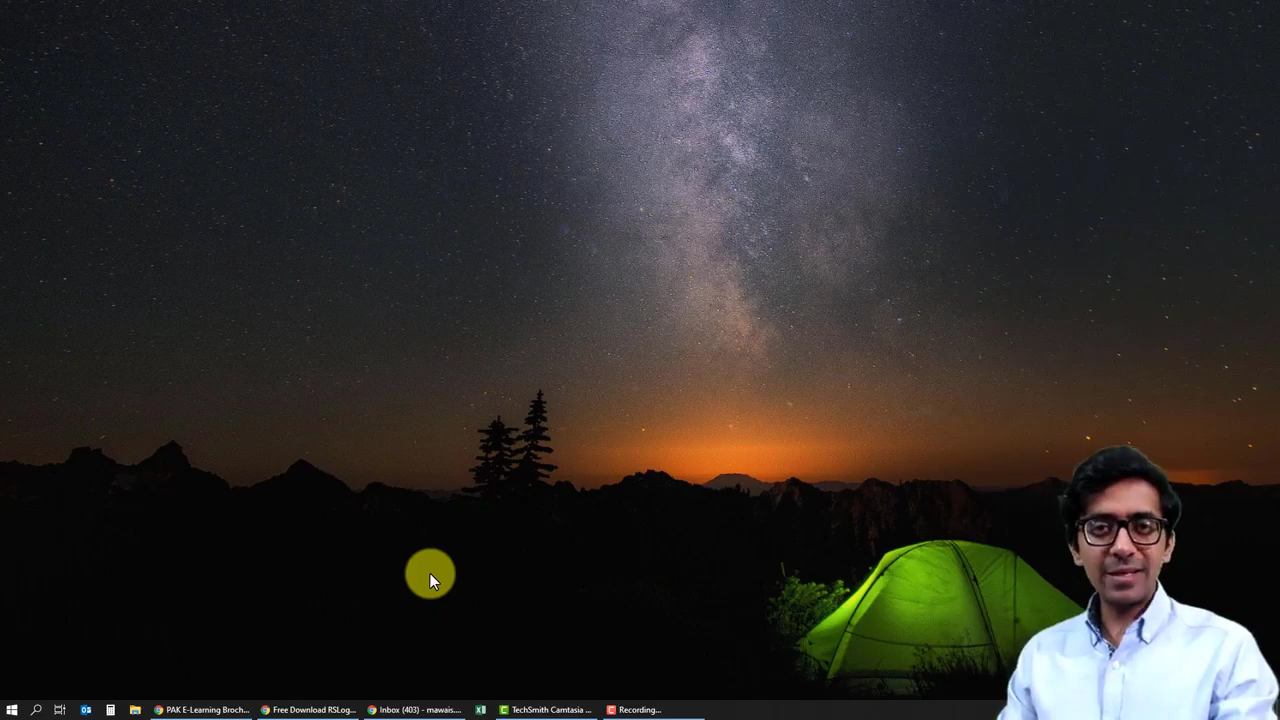 PAK E-Learning Broch...
Free Download RSLog...
Inbox (403) - mawais....
TechSmith Camtasia ...
Recording...